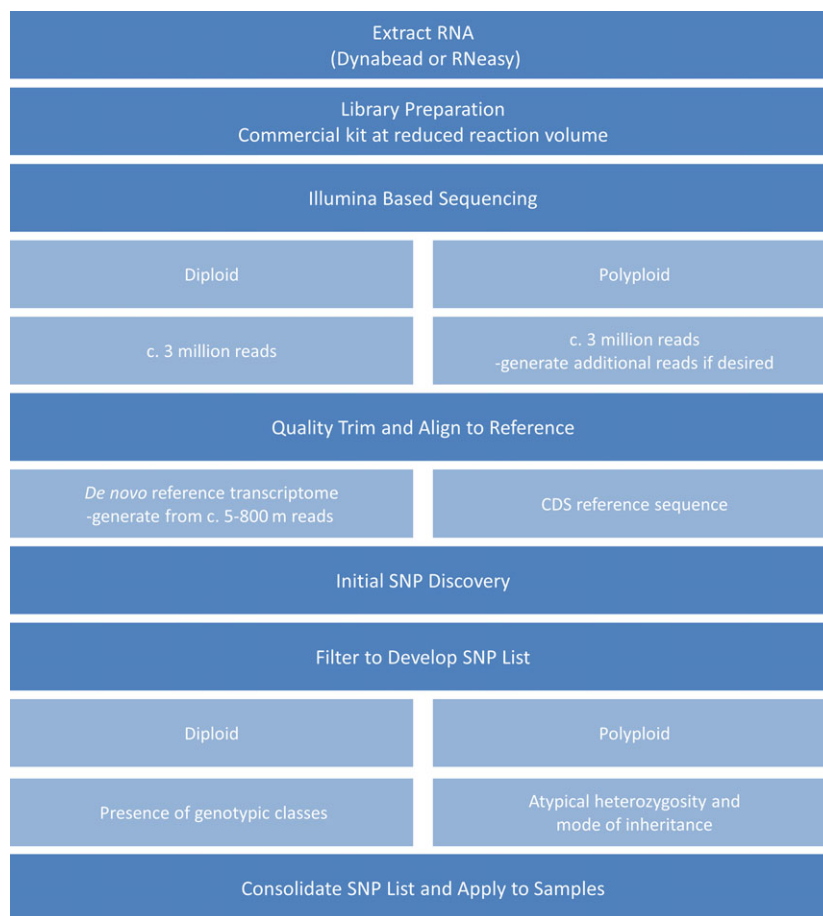 Extract RNA
(Dynabead or RNeasy)
Library Preparation
Commercial kit at reduced reaction volume
Illumina Based Sequencing
Diploid
Polyploid
c. 3 million reads
c. 3 million reads
-generate additional reads if desired
Quality Trim and Align to Reference
De novo reference transcriptome
-generate from c. 5-800 m reads
CDS reference sequence
Initial SNP Discovery
Filter to Develop SNP List
Diploid
Polyploid
Presence of genotypic classes
Atypical heterozygosity and
mode of inheritance
Consolidate SNP List and Apply to Samples